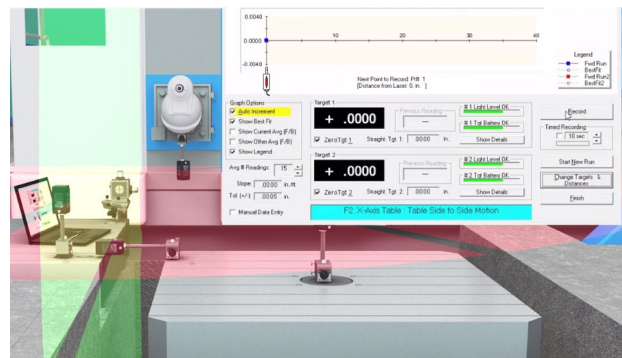 0.0040
0.0000
-0.0040
10
20
30
40
Next Point to Record: Pt#: 1
[Distance from Laser: 0. in. ]
Legend
Fwd Run
BestFit
Fwd Run2
BestFit2
Graph Options
Auto Increment
Show Best Fit
Show Current Avg (F/B)
Show Other Avg (F/B)
Show Legend
Avg # Readings: 15
Slope: .0000 in./ft
Tol. (+/-): .0005 in.
Manual Data Entry
Target 1
+ .0000
Previous Reading
---
# 1 Light Level OK
# 1 Tgt Battery OK
Zero Tgt 1
Straight. Tgt. 1: .0000 in.
Show Details
Target 2
+ .0000
Previous Reading
---
# 2 Light Level OK
# 2 Tgt Battery OK
Zero Tgt 2
Straight. Tgt. 2: .0000 in.
Show Details
F2. X-Axis Table : Table Side to Side Motion
Record
Timed Recording
10 sec
Start New Run
Change Targets &
Distances
Finish